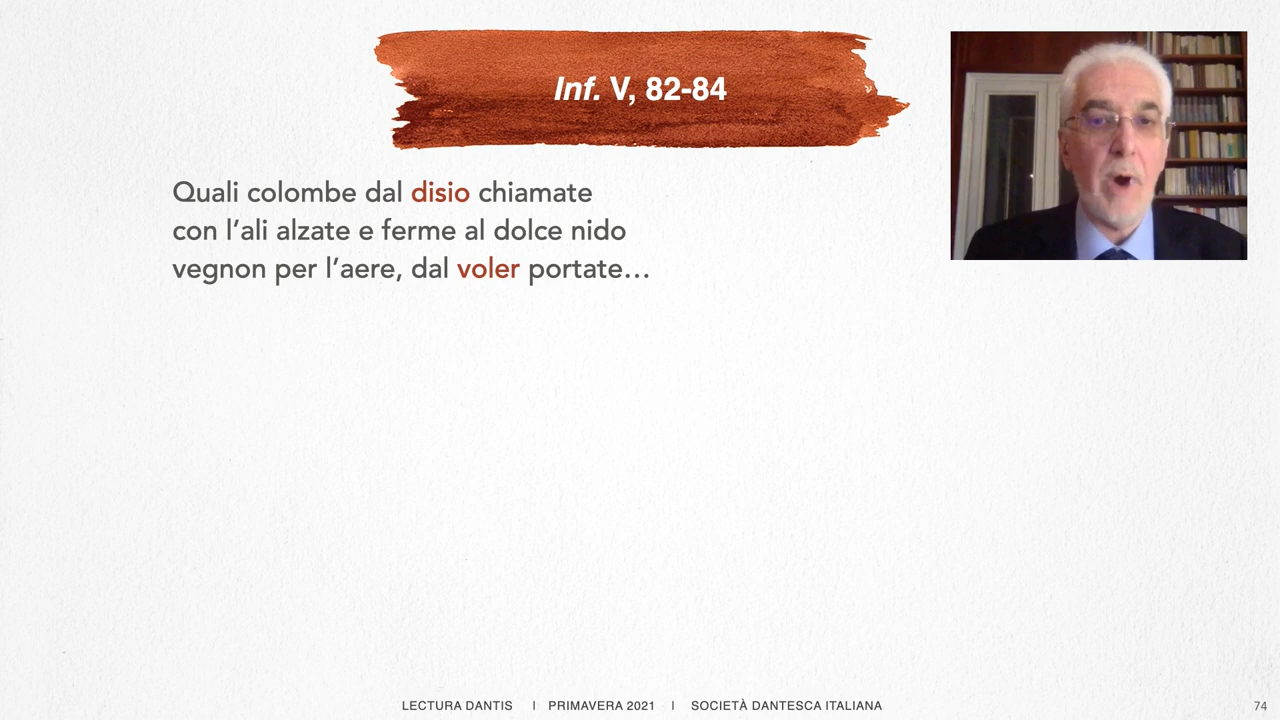 Inf. V, 82-84
Quali colombe dal disio chiamate
con l’ali alzate e ferme al dolce nido
vegnon per l’aere, dal voler portate…
LECTURA DANTIS | PRIMAVERA 2021 | SOCIETÀ DANTESCA ITALIANA
74